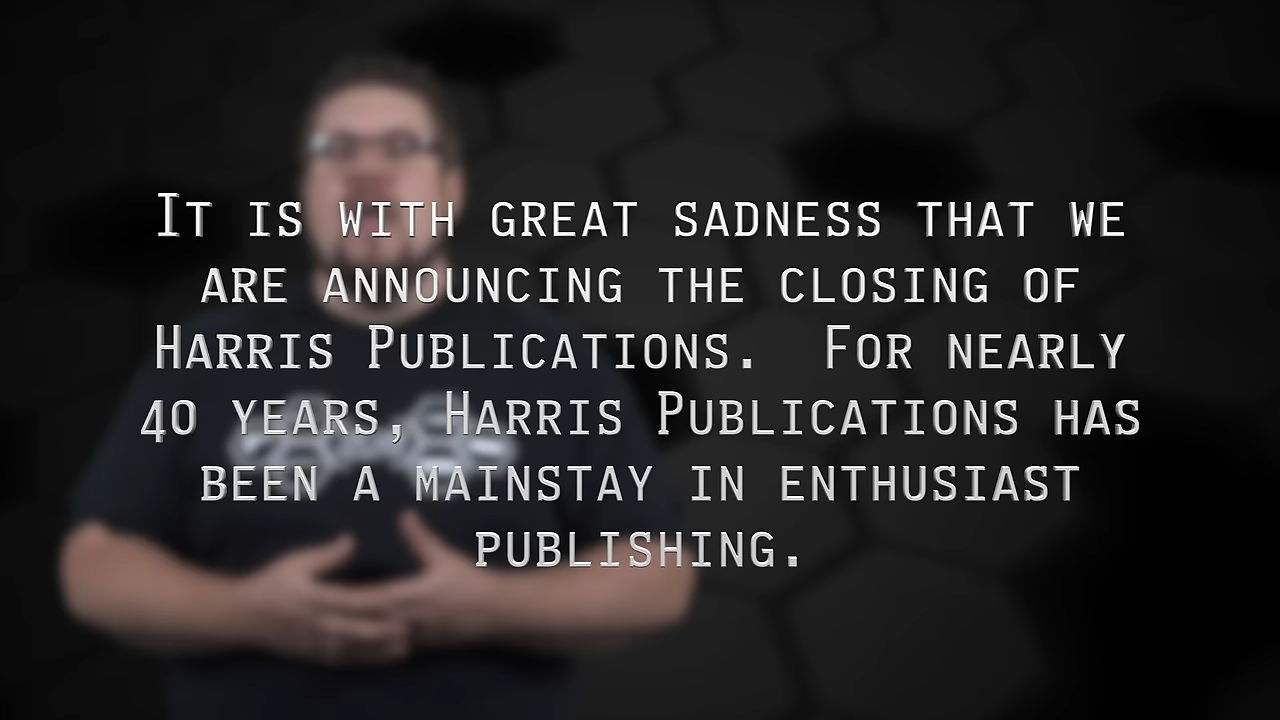 It is with great sadness that we
are announcing the closing of
Harris Publications.  For nearly
40 years, Harris Publications has
been a mainstay in enthusiast
publishing.